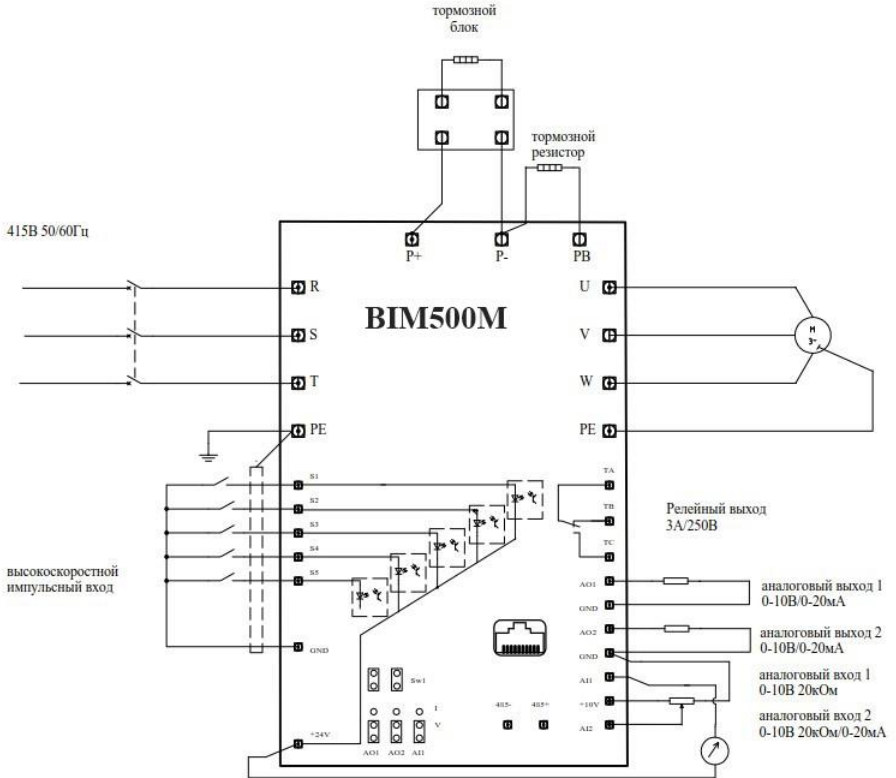 тормозной
блок
тормозной
резистор
415В 50/60Гц
P+ P- PB
R U
BIM500M
S V
T W
PE PE
S1 TA
S2
S3 TB
S4 TC
S5
Релейный выход
3А/250В
высокоскоростной
импульсный вход
M
3~
AO1
GND
AO2
GND
AI1
+10V
AI2
аналоговый выход 1
0-10В/0-20мА
аналоговый выход 2
0-10В/0-20мА
аналоговый вход 1
0-10В 20кОм
аналоговый вход 2
0-10В 20кОм/0-20мА
GND
Sw1
I
V
485- 485+
+24V
AO1 AO2 AI1